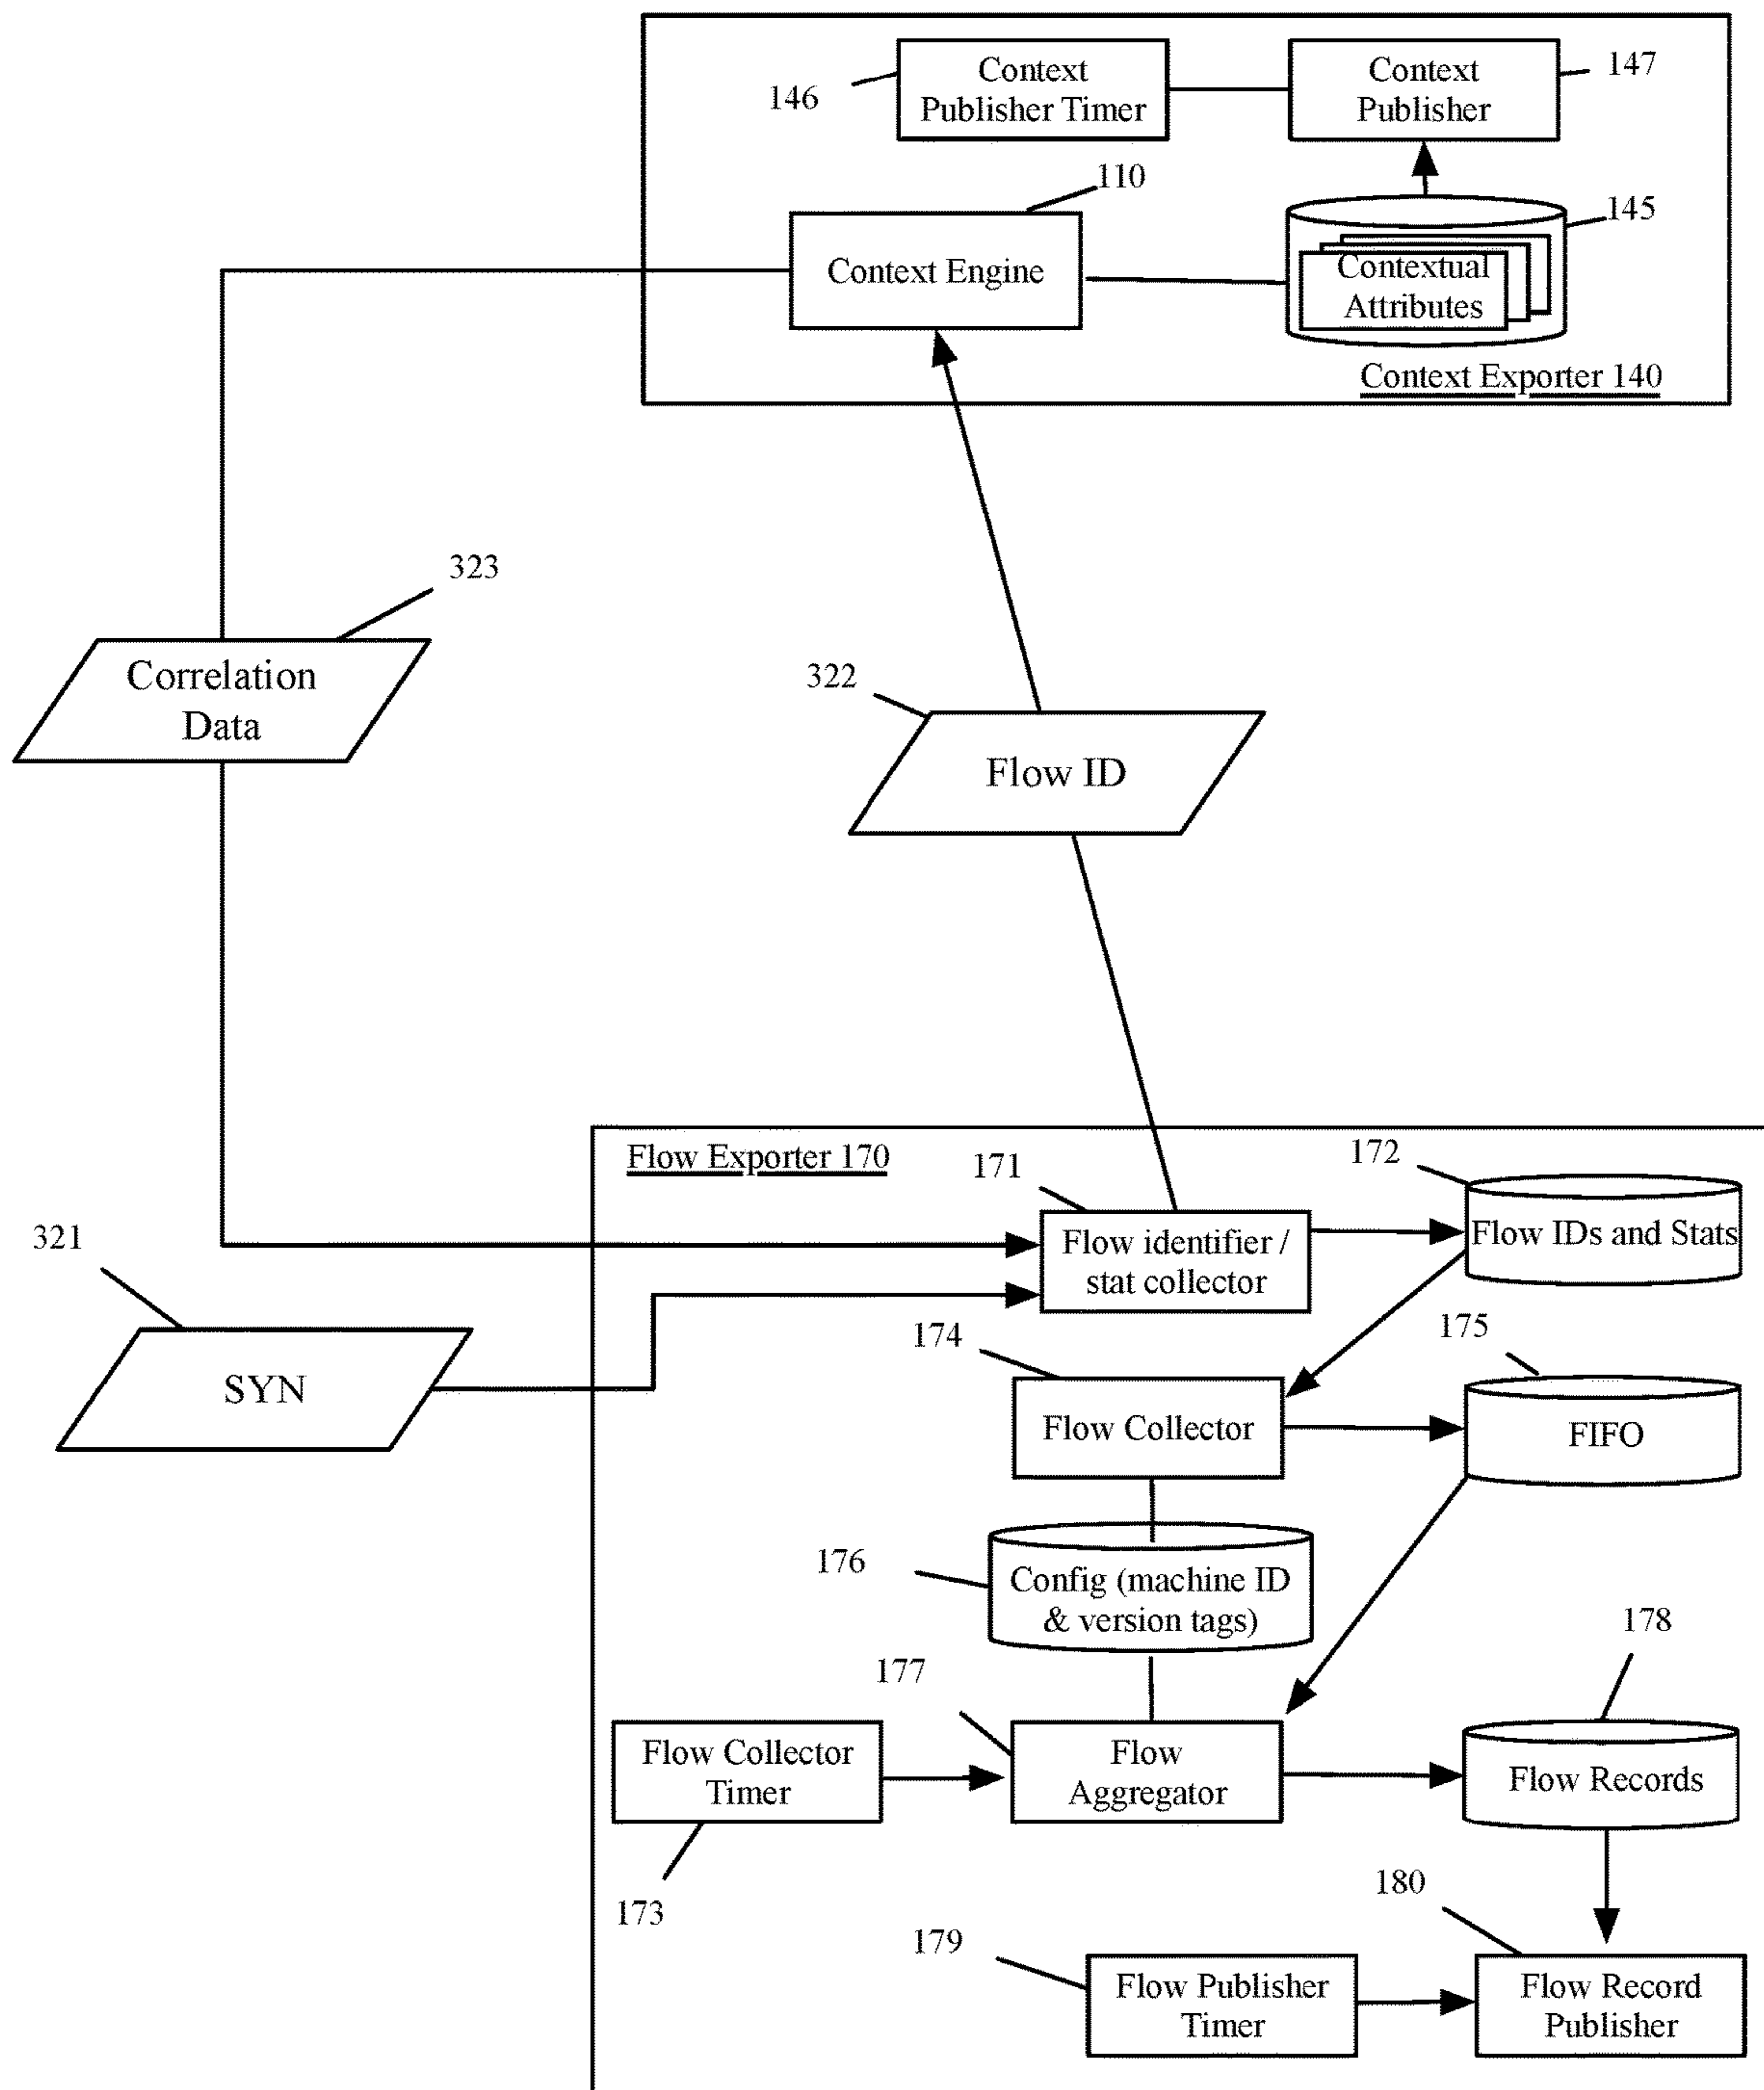 Context
Publisher Timer
146
Context
Publisher
147
110
Context Engine
145
Contextual
Attributes
Context Exporter 140
323
Correlation
Data
322
Flow ID
Flow Exporter 170
171
172
Flow identifier /
stat collector
Flow IDs and Stats
321
SYN
174
175
Flow Collector
FIFO
176
Config (machine ID
& version tags)
177
178
Flow Collector
Timer
Flow
Aggregator
Flow Records
173
180
179
Flow Publisher
Timer
Flow Record
Publisher